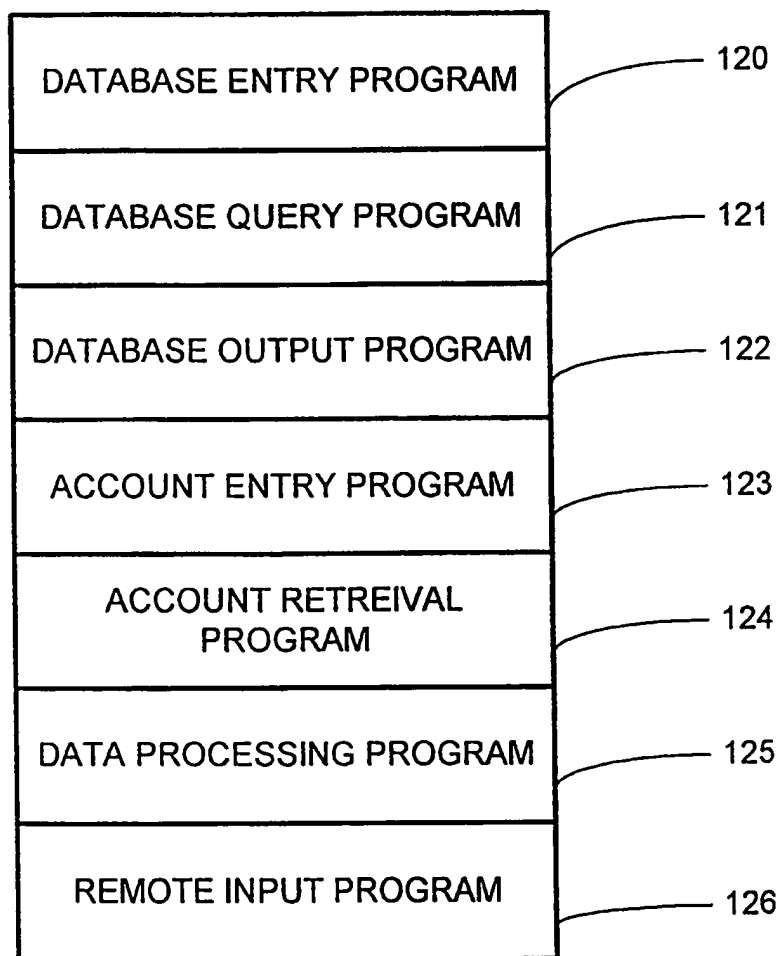 DATABASE ENTRY PROGRAM
120
DATABASE QUERY PROGRAM
121
DATABASE OUTPUT PROGRAM
122
ACCOUNT ENTRY PROGRAM
123
ACCOUNT RETREIVAL
PROGRAM
124
DATA PROCESSING PROGRAM
125
REMOTE INPUT PROGRAM
126